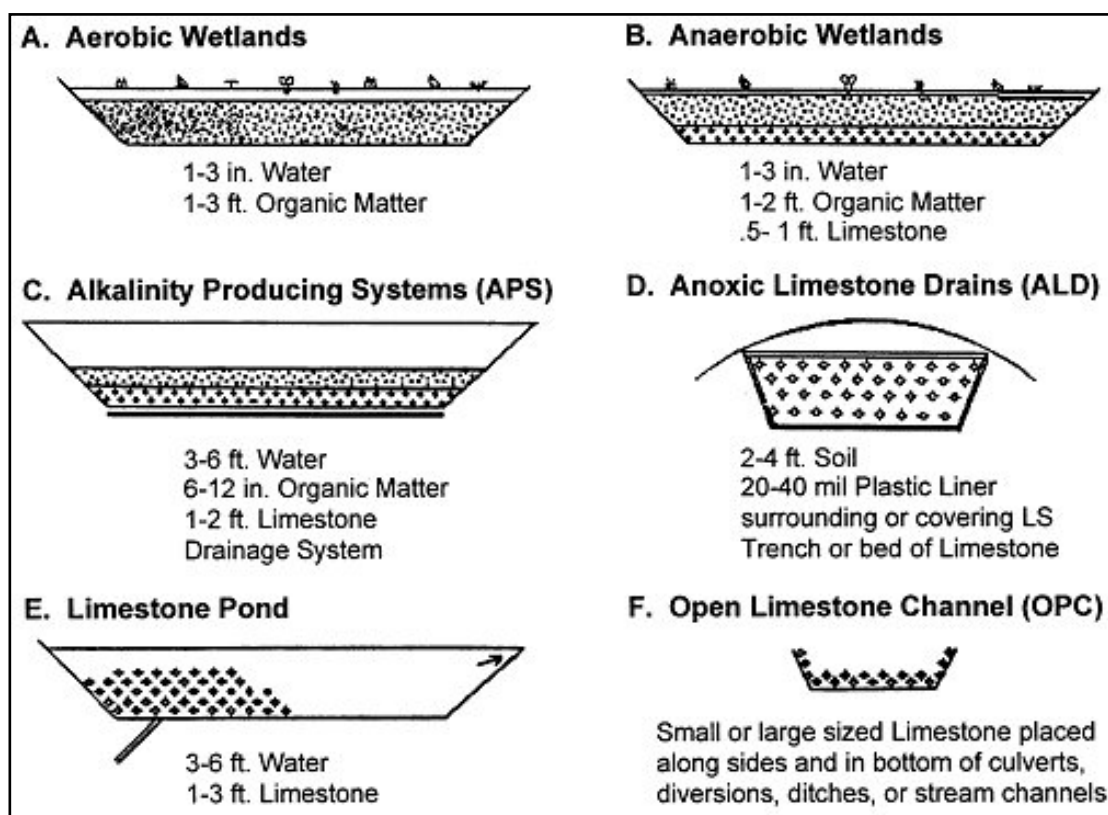 A. Aerobic Wetlands
1-3 in. Water
1-3 ft. Organic Matter
B. Anaerobic Wetlands
1-3 in. Water
1-2 ft. Organic Matter
.5- 1 ft. Limestone
C. Alkalinity Producing Systems (APS)
3-6 ft. Water
6-12 in. Organic Matter
1-2 ft. Limestone
Drainage System
D. Anoxic Limestone Drains (ALD)
2-4 ft. Soil
20-40 mil Plastic Liner
surrounding or covering LS
Trench or bed of Limestone
E. Limestone Pond
3-6 ft. Water
1-3 ft. Limestone
F. Open Limestone Channel (OPC)
Small or large sized Limestone placed
along sides and in bottom of culverts,
diversions, ditches, or stream channels